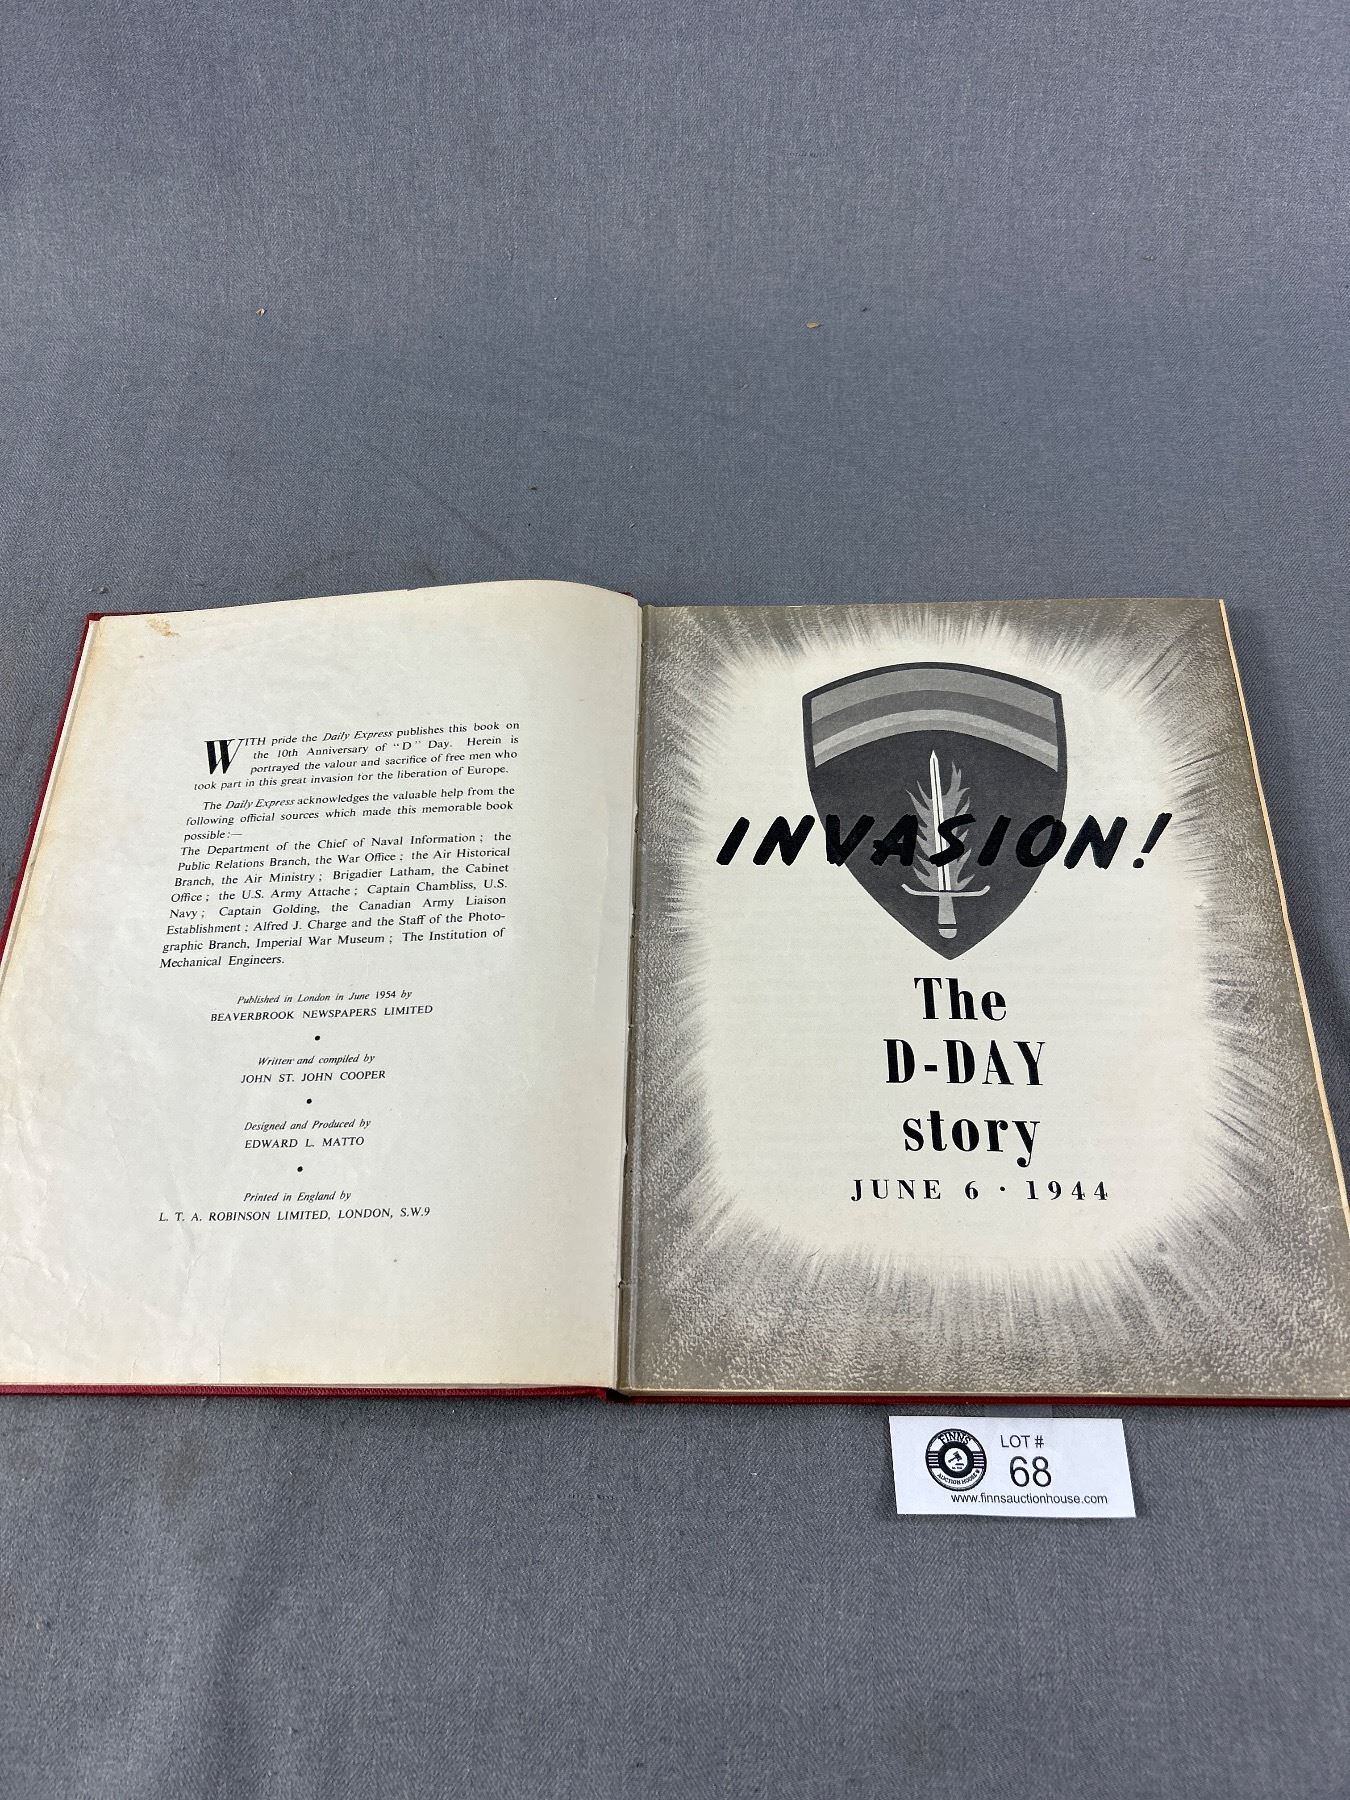 WITH pride the Daily Express publishes this book on
the 10th Anniversary of "D" Day. Herein is
portrayed the valour and sacrifice of free men who
took part in this great invasion for the liberation of Europe.
The Daily Express acknowledges the valuable help from the
following official sources which made this memorable book
possible:—
The Department of the Chief of Naval Information ; the
Public Relations Branch, the War Office ; the Air Historical
Branch, the Air Ministry ; Brigadier Latham, the Cabinet
Office ; the U.S. Army Attache ; Captain Chambliss, U.S.
Navy ; Captain Golding, the Canadian Army Liaison
Establishment ; Alfred J. Charge and the Staff of the Photo-
graphic Branch, Imperial War Museum ; The Institution of
Mechanical Engineers.
Published in London in June 1954 by
BEAVERBROOK NEWSPAPERS LIMITED
•
Written and compiled by
JOHN ST. JOHN COOPER
•
Designed and Produced by
EDWARD L. MATTO
•
Printed in England by
L. T. A. ROBINSON LIMITED, LONDON, S.W.9
INVASION!
The
D-DAY
story
JUNE 6 · 1944
FINNS
AUCTION HOUSE
LOT #
68
www.finnsauctionhouse.com